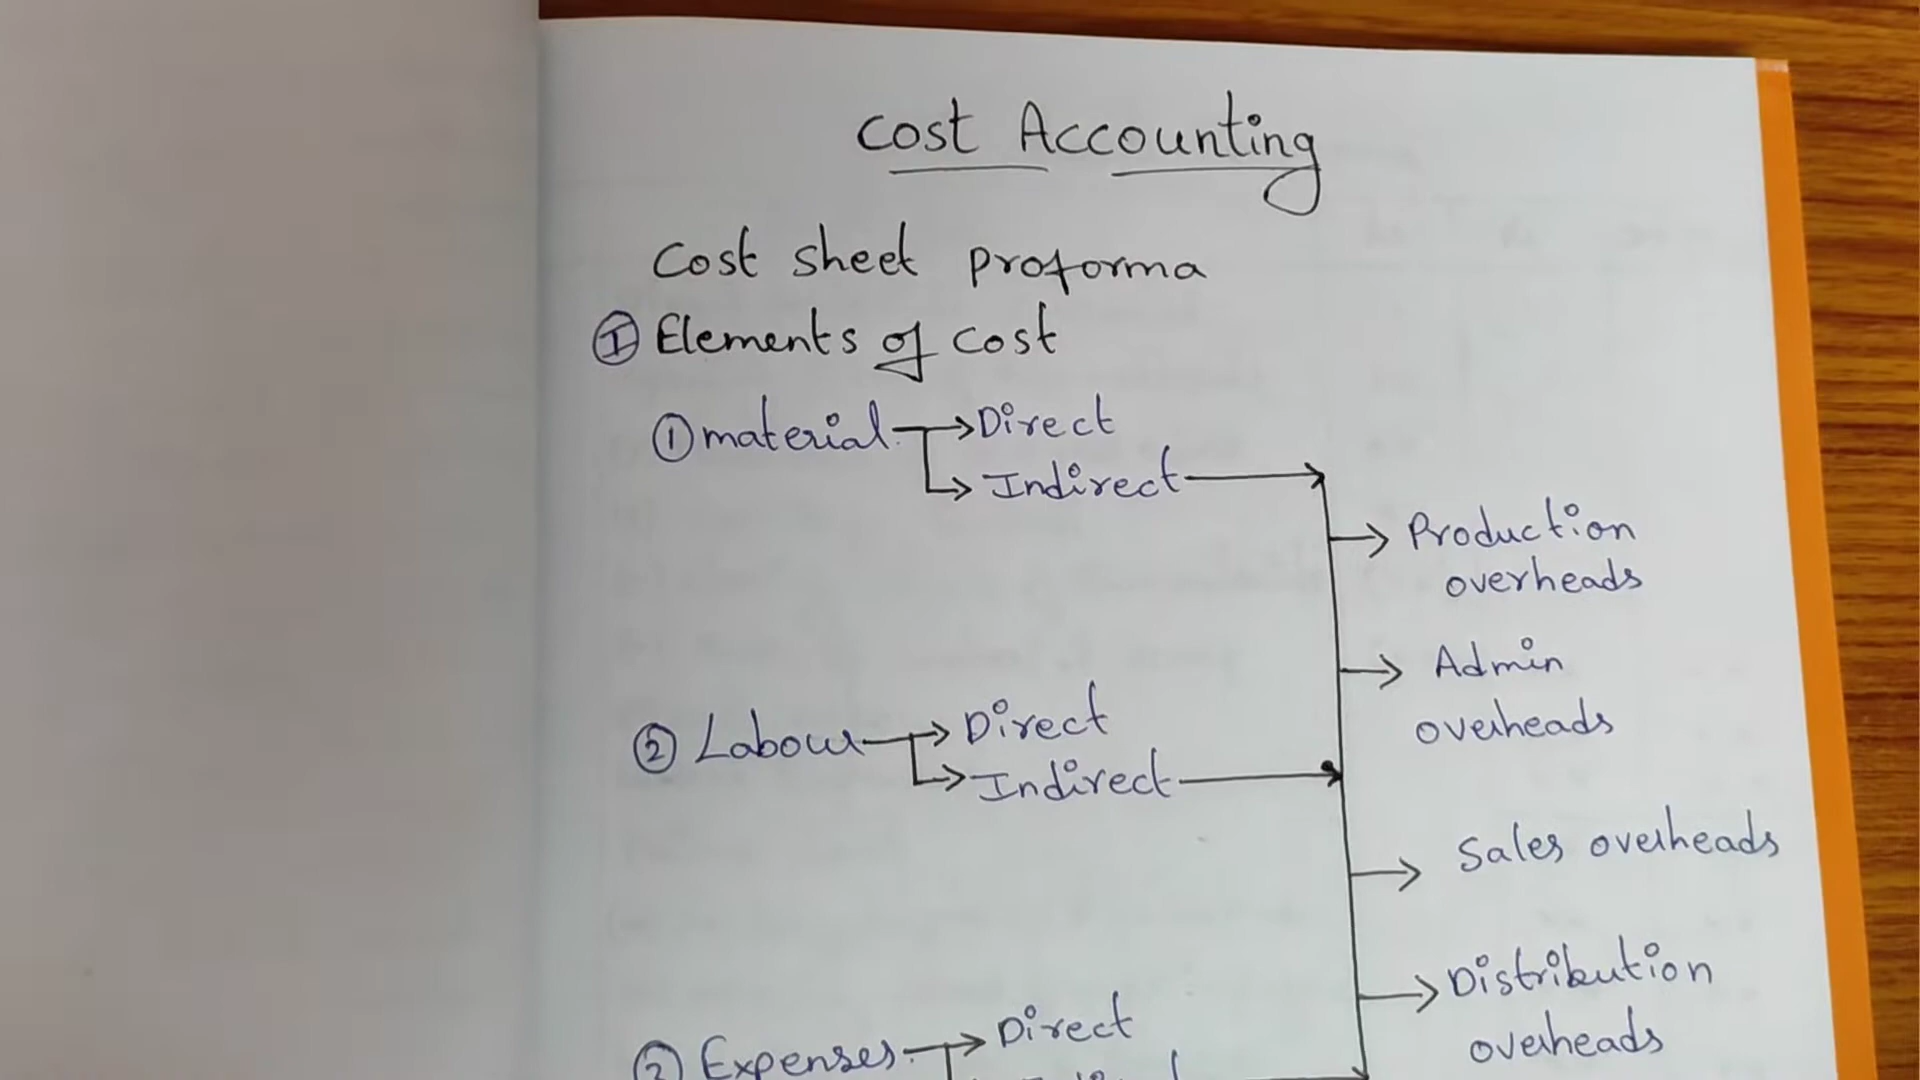 Cost Accounting
Cost sheet proforma
I Elements of cost
1 material → Direct
→ Indirect →
→ Production
overheads
→ Admin
overheads
2 Labour → Direct
→ Indirect →
→ Sales overheads
→ Distribution
overheads
Expenses → Direct